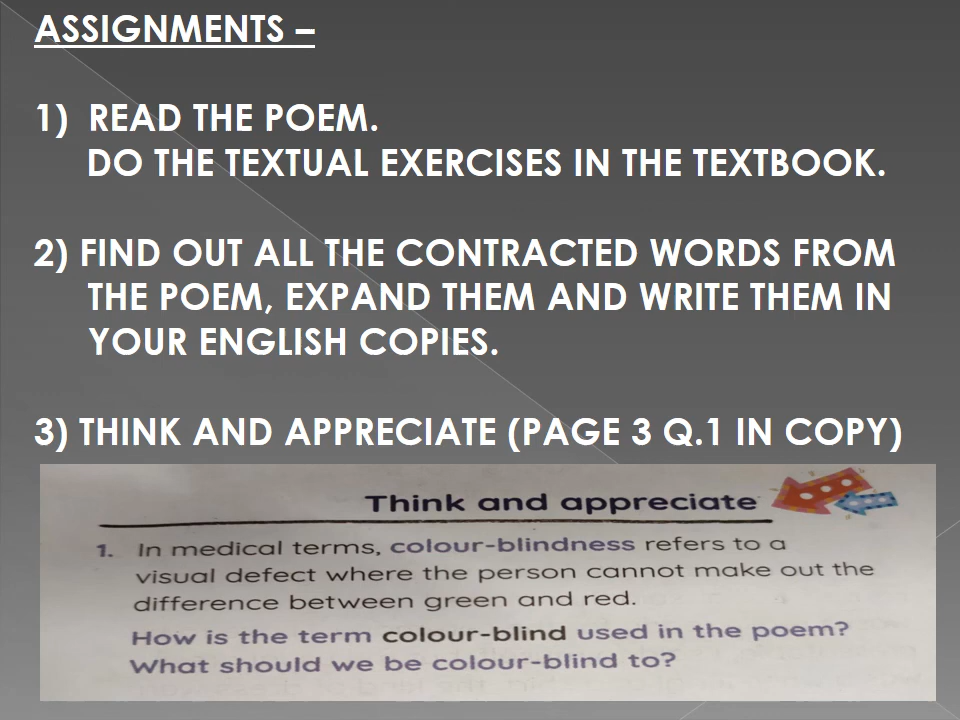 ASSIGNMENTS –
1) READ THE POEM.
DO THE TEXTUAL EXERCISES IN THE TEXTBOOK.
2) FIND OUT ALL THE CONTRACTED WORDS FROM
THE POEM, EXPAND THEM AND WRITE THEM IN
YOUR ENGLISH COPIES.
3) THINK AND APPRECIATE (PAGE 3 Q.1 IN COPY)
Think and appreciate
1. In medical terms, colour-blindness refers to a
visual defect where the person cannot make out the
difference between green and red.
How is the term colour-blind used in the poem?
What should we be colour-blind to?